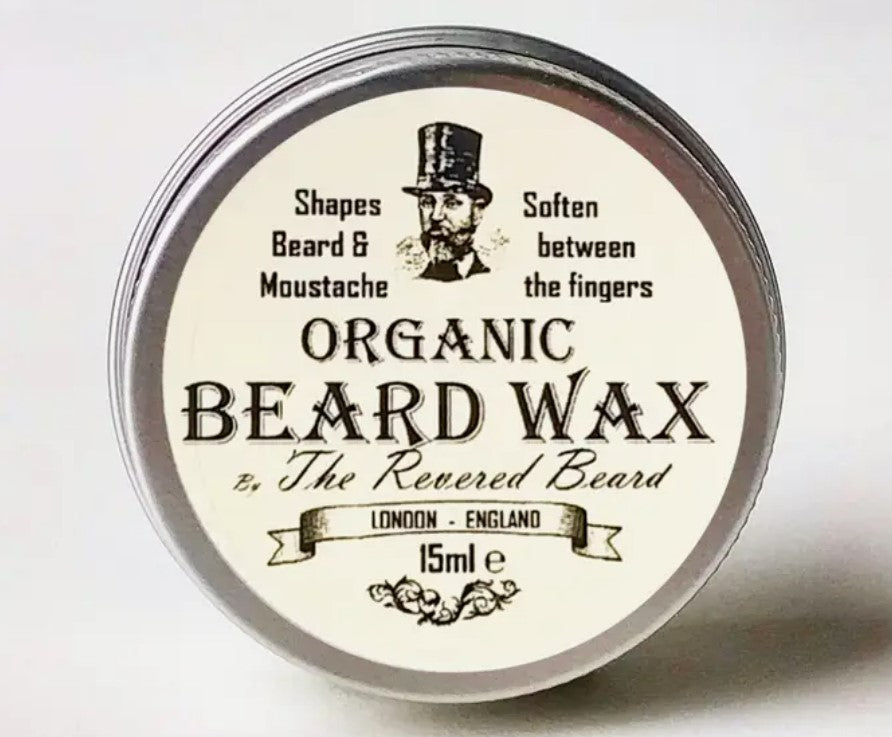 Shapes
Beard &
Moustache
Soften
between
the fingers
ORGANIC
BEARD WAX
By The Revered Beard
LONDON - ENGLAND
15ml ℮